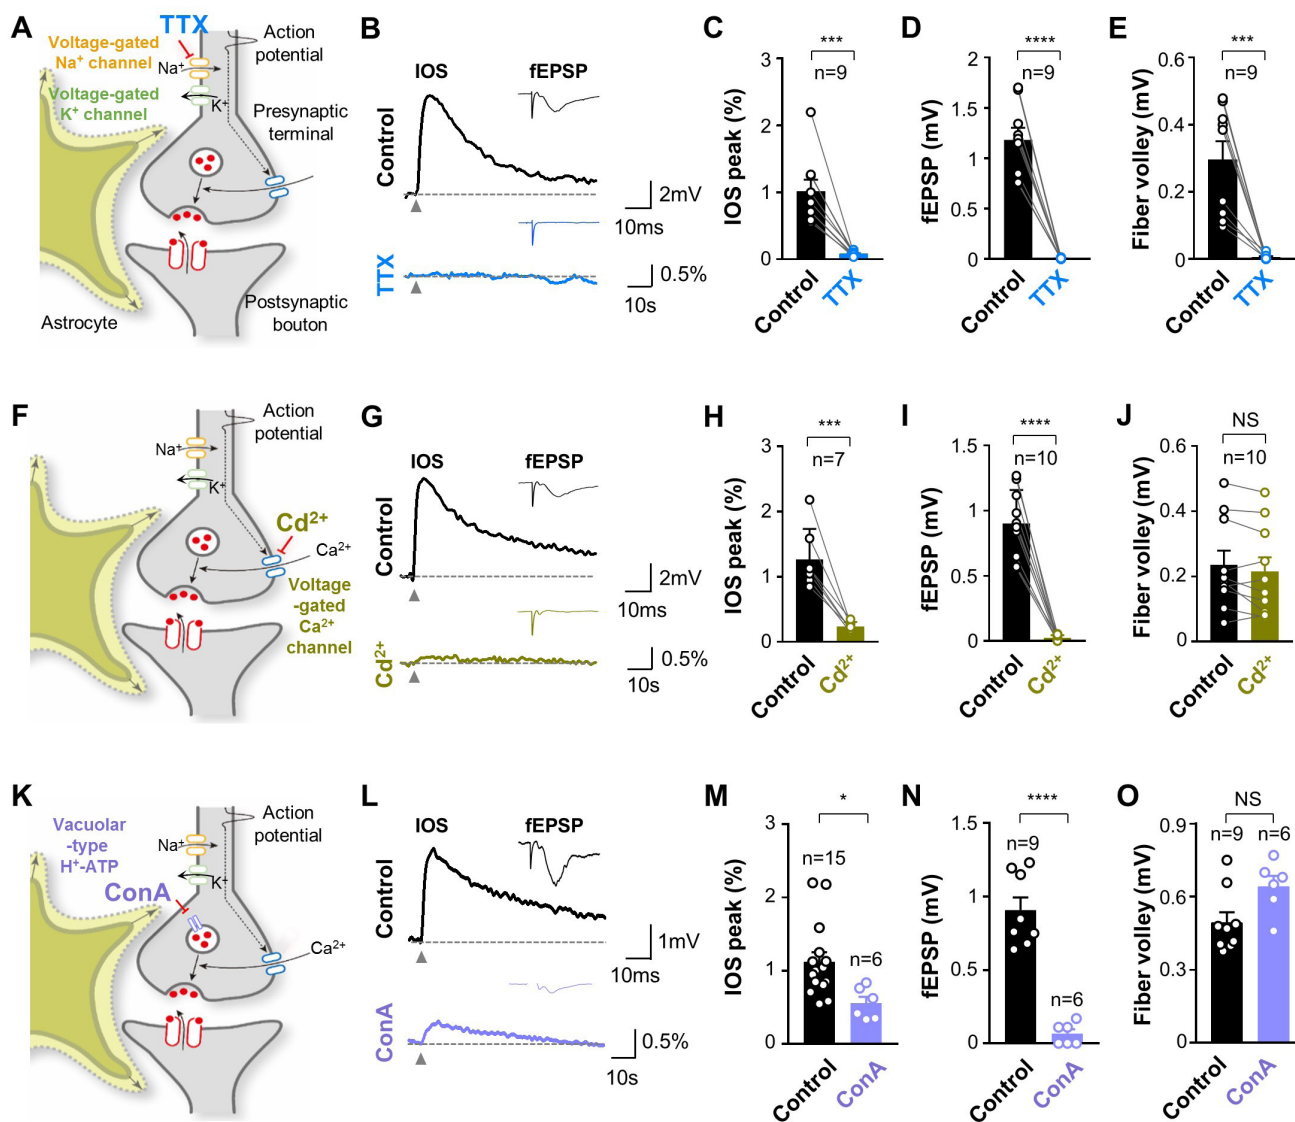 A
TTX
Voltage-gated
Na⁺ channel
Na⁺
Voltage-gated
K⁺ channel
K⁺
Action
potential
Presynaptic
terminal
Astrocyte
Postsynaptic
bouton
B
IOS
fEPSP
Control
2mV
10ms
TTX
0.5%
10s
C
***
n=9
IOS peak (%)
3
2
1
0
Control
TTX
D
****
n=9
fEPSP (mV)
2
1.5
1
0.5
0
Control
TTX
E
***
n=9
Fiber volley (mV)
0.6
0.4
0.2
0
Control
TTX
F
Action
potential
Na⁺
K⁺
Cd²⁺
Ca²⁺
Voltage
-gated
Ca²⁺
channel
G
IOS
fEPSP
Control
2mV
10ms
Cd²⁺
0.5%
10s
H
***
n=7
IOS peak (%)
3
2
1
0
Control
Cd²⁺
I
****
n=10
fEPSP (mV)
1.5
1
0.5
0
Control
Cd²⁺
J
NS
n=10
Fiber volley (mV)
0.6
0.4
0.2
0
Control
Cd²⁺
K
Vacuolar
-type
H⁺-ATP
ConA
Action
potential
Na⁺
K⁺
Ca²⁺
L
IOS
fEPSP
Control
1mV
10ms
ConA
0.5%
10s
M
*
n=15
n=6
IOS peak (%)
3
2
1
0
Control
ConA
N
****
n=9
n=6
fEPSP (mV)
1.5
1
0.5
0
Control
ConA
O
NS
n=9
n=6
Fiber volley (mV)
0.9
0.6
0.3
0
Control
ConA